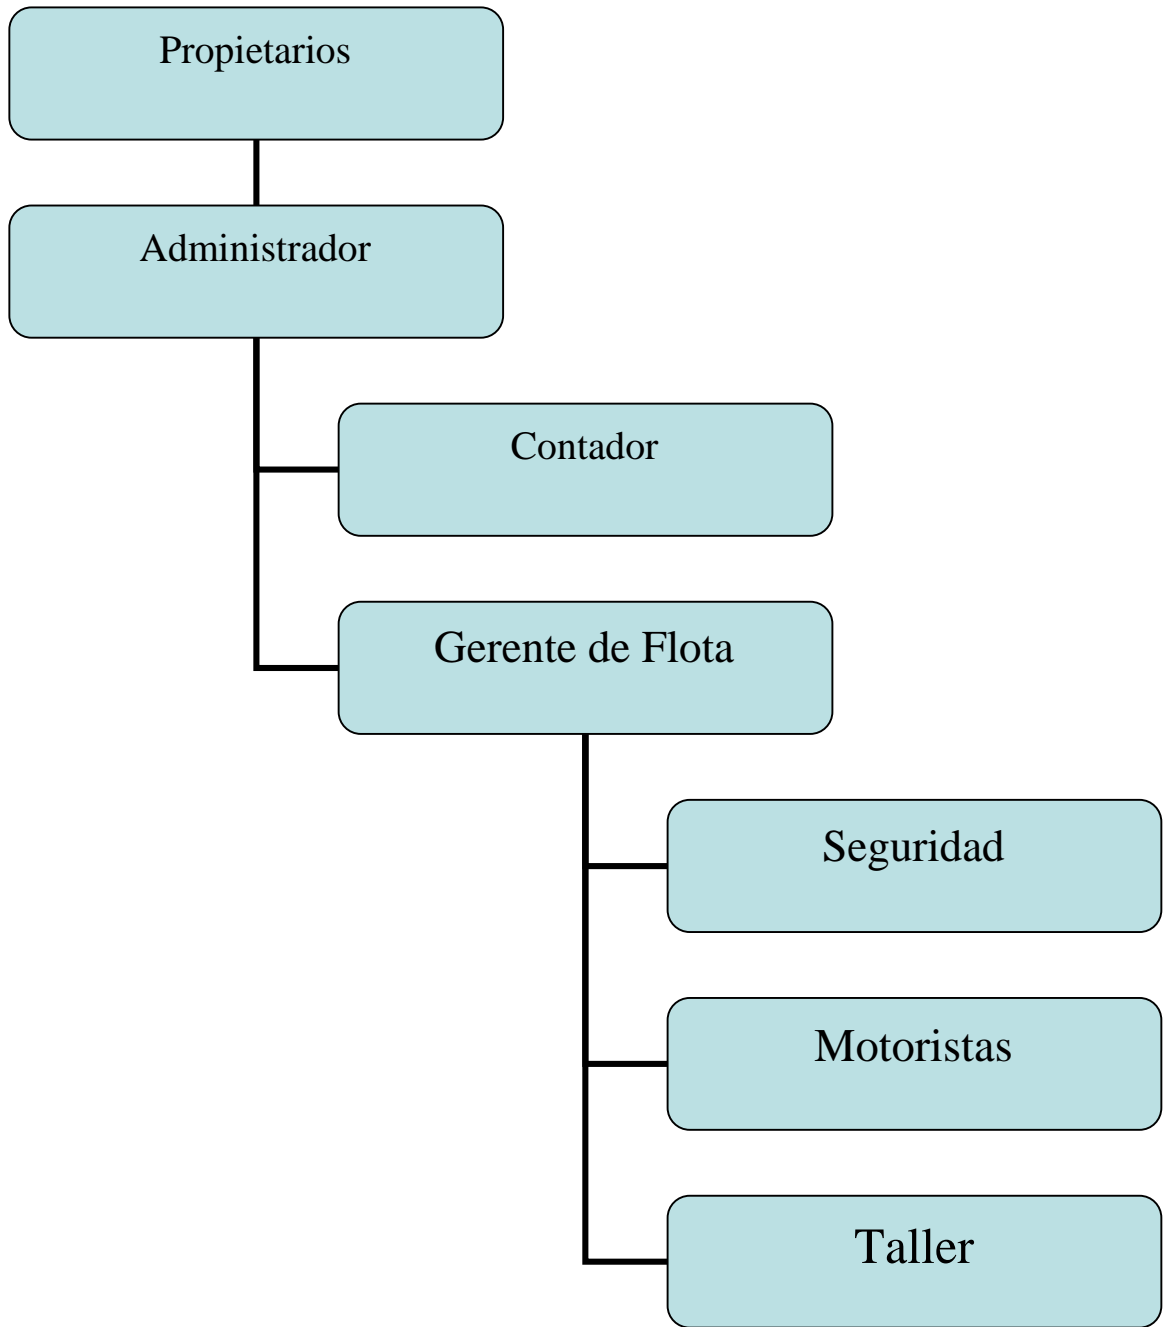 Propietarios
Administrador
Contador
Gerente de Flota
Seguridad
Motoristas
Taller